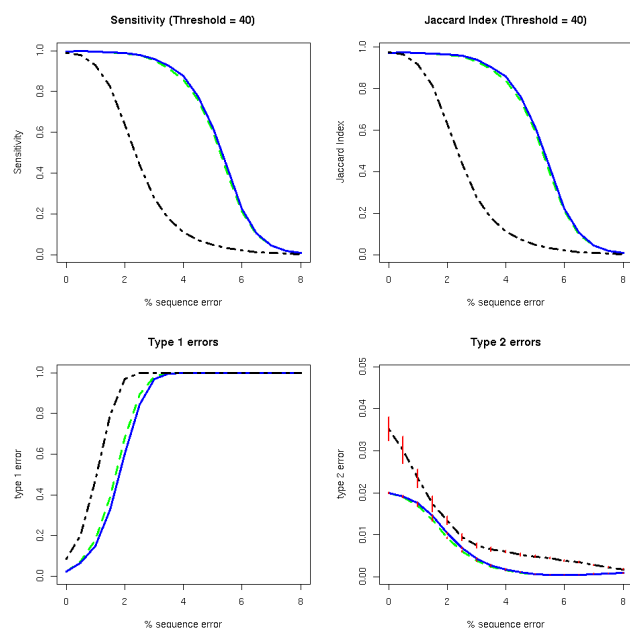 Sensitivity (Threshold = 40)
Sensitivity
1.0
0.8
0.6
0.4
0.2
0.0
0 2 4 6 8
% sequence error
Jaccard Index (Threshold = 40)
Jaccard Index
1.0
0.8
0.6
0.4
0.2
0.0
0 2 4 6 8
% sequence error
Type 1 errors
type 1 error
1.0
0.8
0.6
0.4
0.2
0.0
0 2 4 6 8
% sequence error
Type 2 errors
type 2 error
0.05
0.04
0.03
0.02
0.01
0.00
0 2 4 6 8
% sequence error